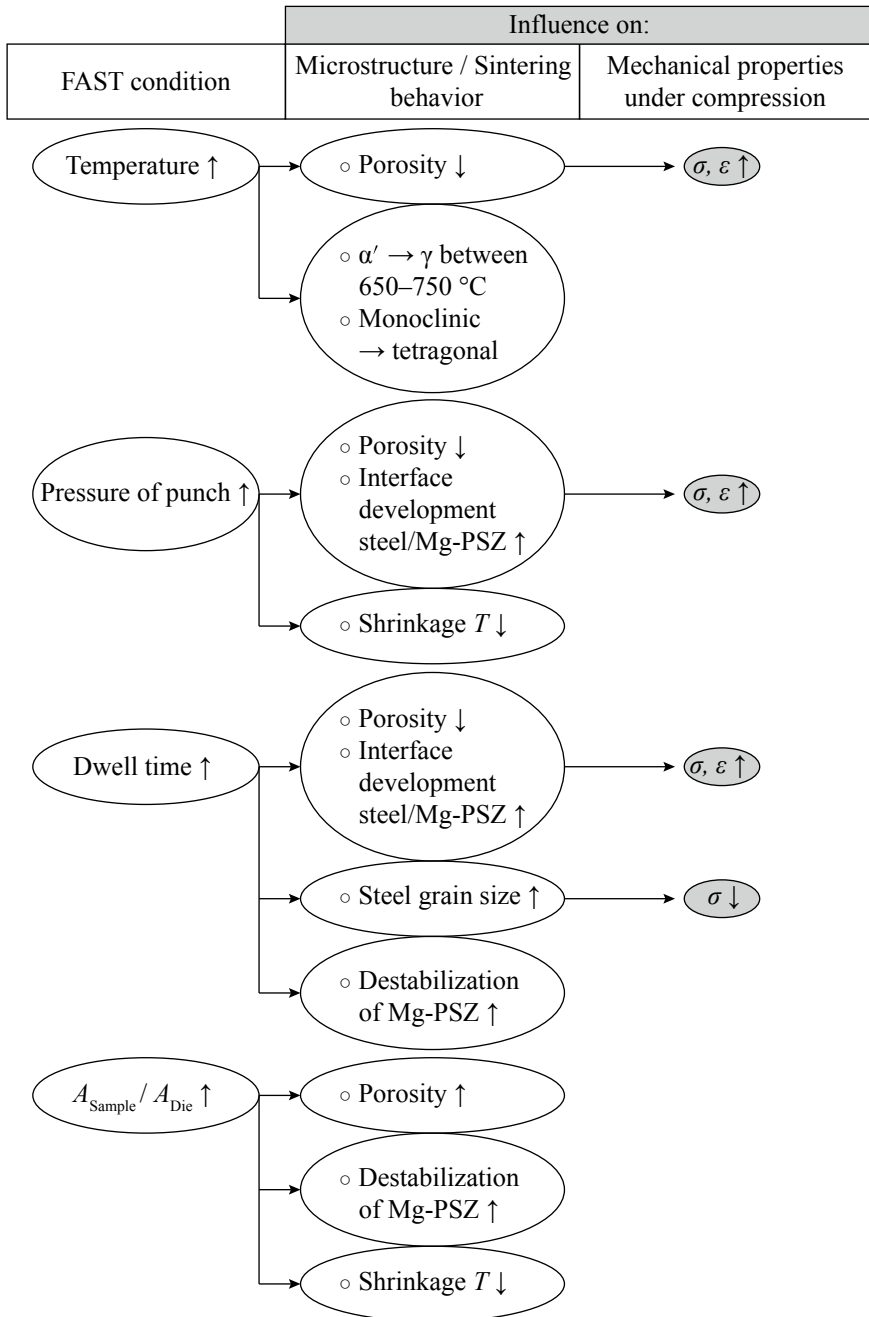 Influence on:
FAST condition
Microstructure / Sintering
behavior
Mechanical properties
under compression
Temperature ↑
○ Porosity ↓
σ, ε ↑
○ α′ → γ between
650–750 °C
○ Monoclinic
→ tetragonal
Pressure of punch ↑
○ Porosity ↓
○ Interface
development
steel/Mg-PSZ ↑
σ, ε ↑
○ Shrinkage T ↓
Dwell time ↑
○ Porosity ↓
○ Interface
development
steel/Mg-PSZ ↑
σ, ε ↑
○ Steel grain size ↑
σ ↓
○ Destabilization
of Mg-PSZ ↑
A_Sample / A_Die ↑
○ Porosity ↑
○ Destabilization
of Mg-PSZ ↑
○ Shrinkage T ↓